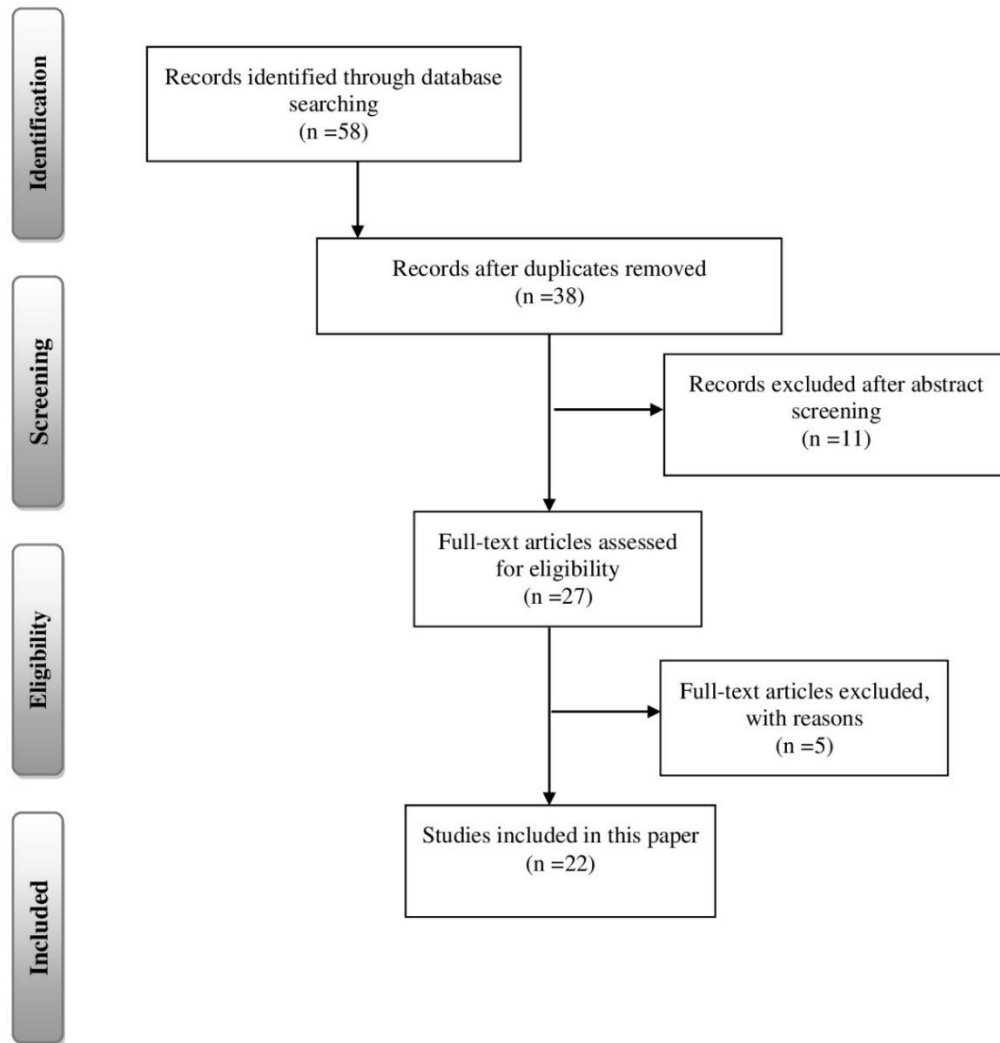 Identification
Records identified through database
searching
(n =58)
Records after duplicates removed
(n =38)
Screening
Records excluded after abstract
screening
(n =11)
Full-text articles assessed
for eligibility
(n =27)
Eligibility
Full-text articles excluded,
with reasons
(n =5)
Studies included in this paper
(n =22)
Included